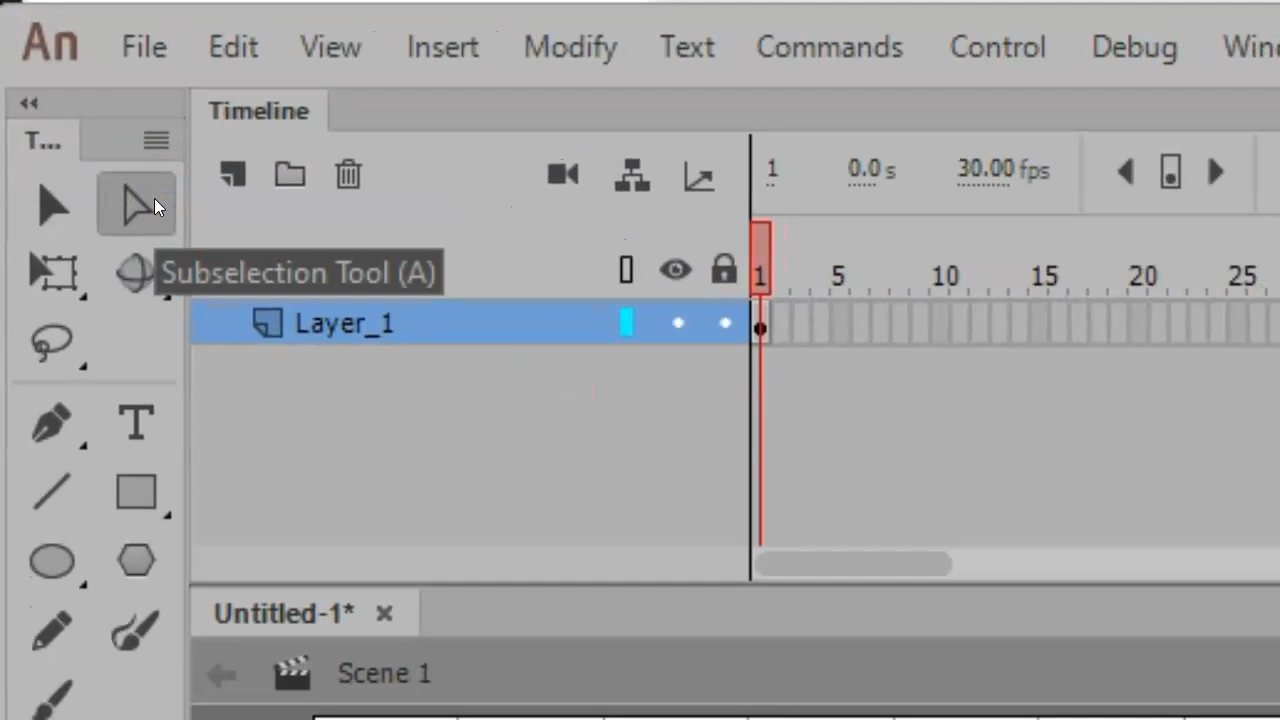 An File Edit View Insert Modify Text Commands Control Debug
Timeline
T...
1 0.0 s 30.00 fps
Subselection Tool (A)
1 5 10 15 20 25
Layer_1
T
Untitled-1*
Scene 1